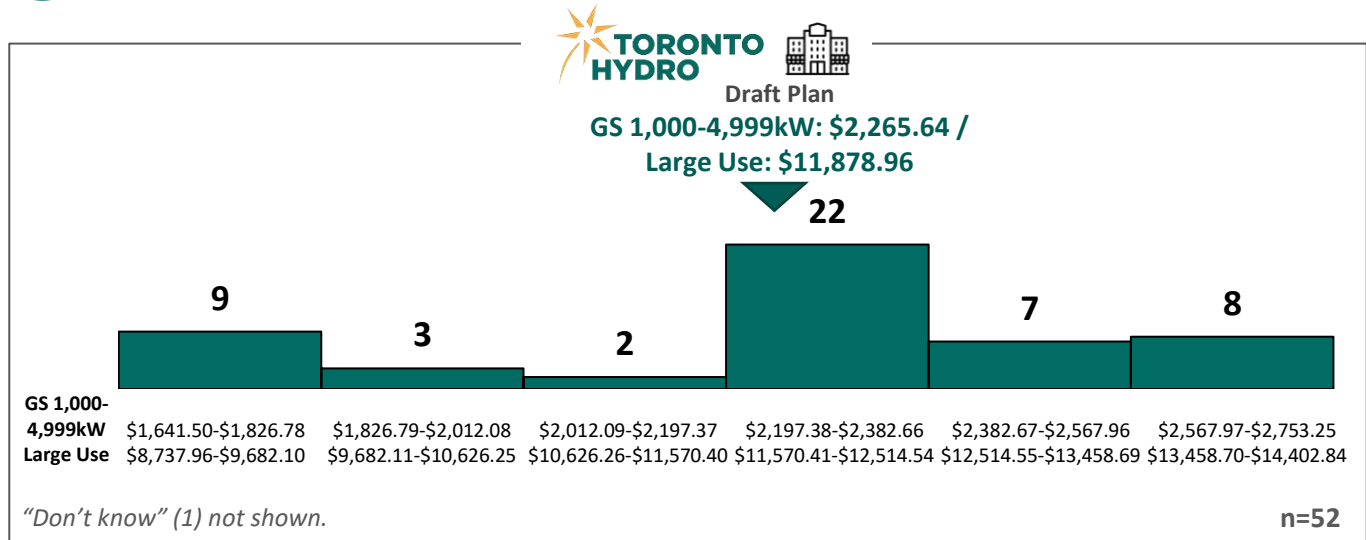 TORONTO
HYDRO
Draft Plan
GS 1,000-4,999kW: $2,265.64 /
Large Use: $11,878.96
22
9
3
2
7
8
GS 1,000-
4,999kW $1,641.50-$1,826.78 $1,826.79-$2,012.08 $2,012.09-$2,197.37 $2,197.38-$2,382.66 $2,382.67-$2,567.96 $2,567.97-$2,753.25
Large Use $8,737.96-$9,682.10 $9,682.11-$10,626.25 $10,626.26-$11,570.40 $11,570.41-$12,514.54 $12,514.55-$13,458.69 $13,458.70-$14,402.84
“Don’t know” (1) not shown. n=52